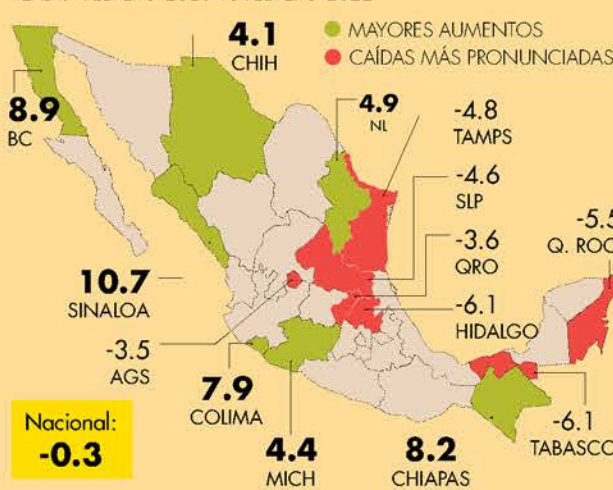 4.1
CHIH
MAYORES AUMENTOS
CAÍDAS MÁS PRONUNCIADAS
8.9
BC
4.9
NL
-4.8
TAMPS
-4.6
SLP
-3.6
QRO
-5.5
Q. ROO
10.7
SINALOA
-6.1
HIDALGO
-3.5
AGS
7.9
COLIMA
-6.1
TABASCO
Nacional:
-0.3
4.4
MICH
8.2
CHIAPAS